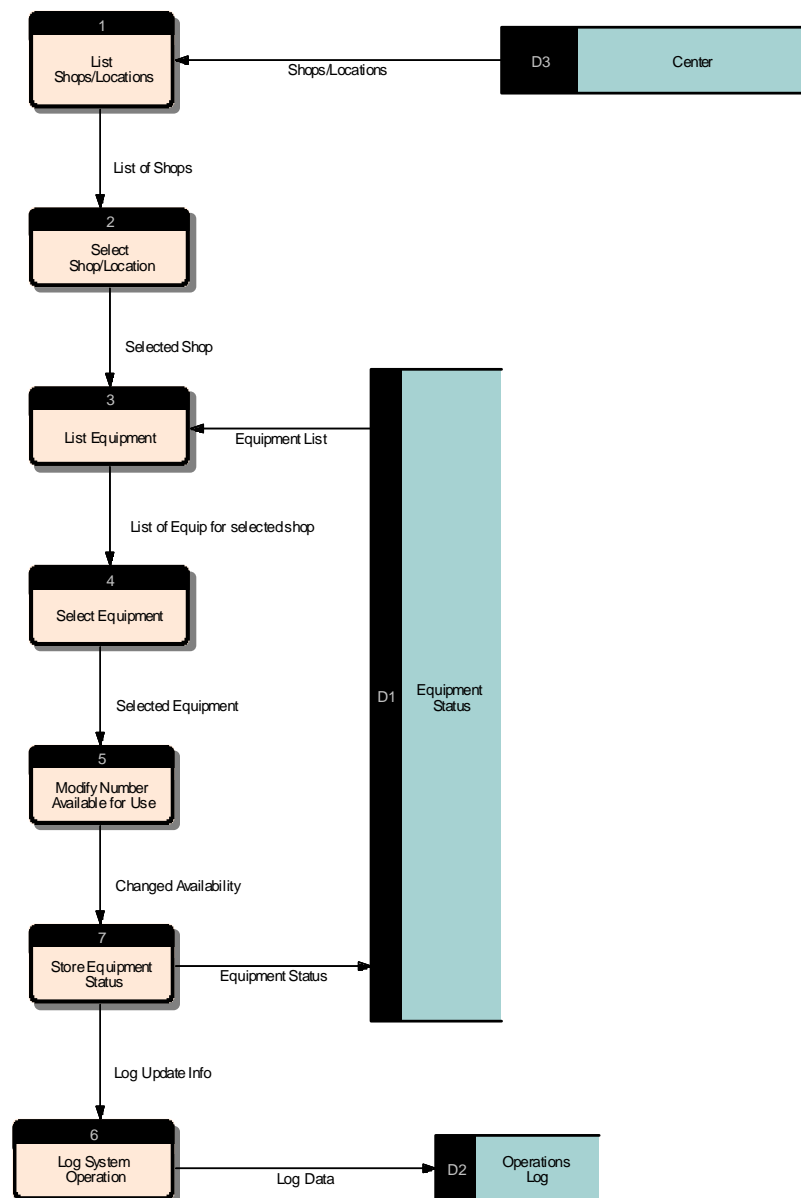 1
List
Shops/Locations
Shops/Locations
D3
Center
List of Shops
2
Select
Shop/Location
Selected Shop
3
List Equipment
Equipment List
List of Equip for selected shop
4
Select Equipment
D1
Equipment
Status
Selected Equipment
5
Modify Number
Available for Use
Changed Availability
7
Store Equipment
Status
Equipment Status
Log Update Info
6
Log System
Operation
Log Data
D2
Operations
Log